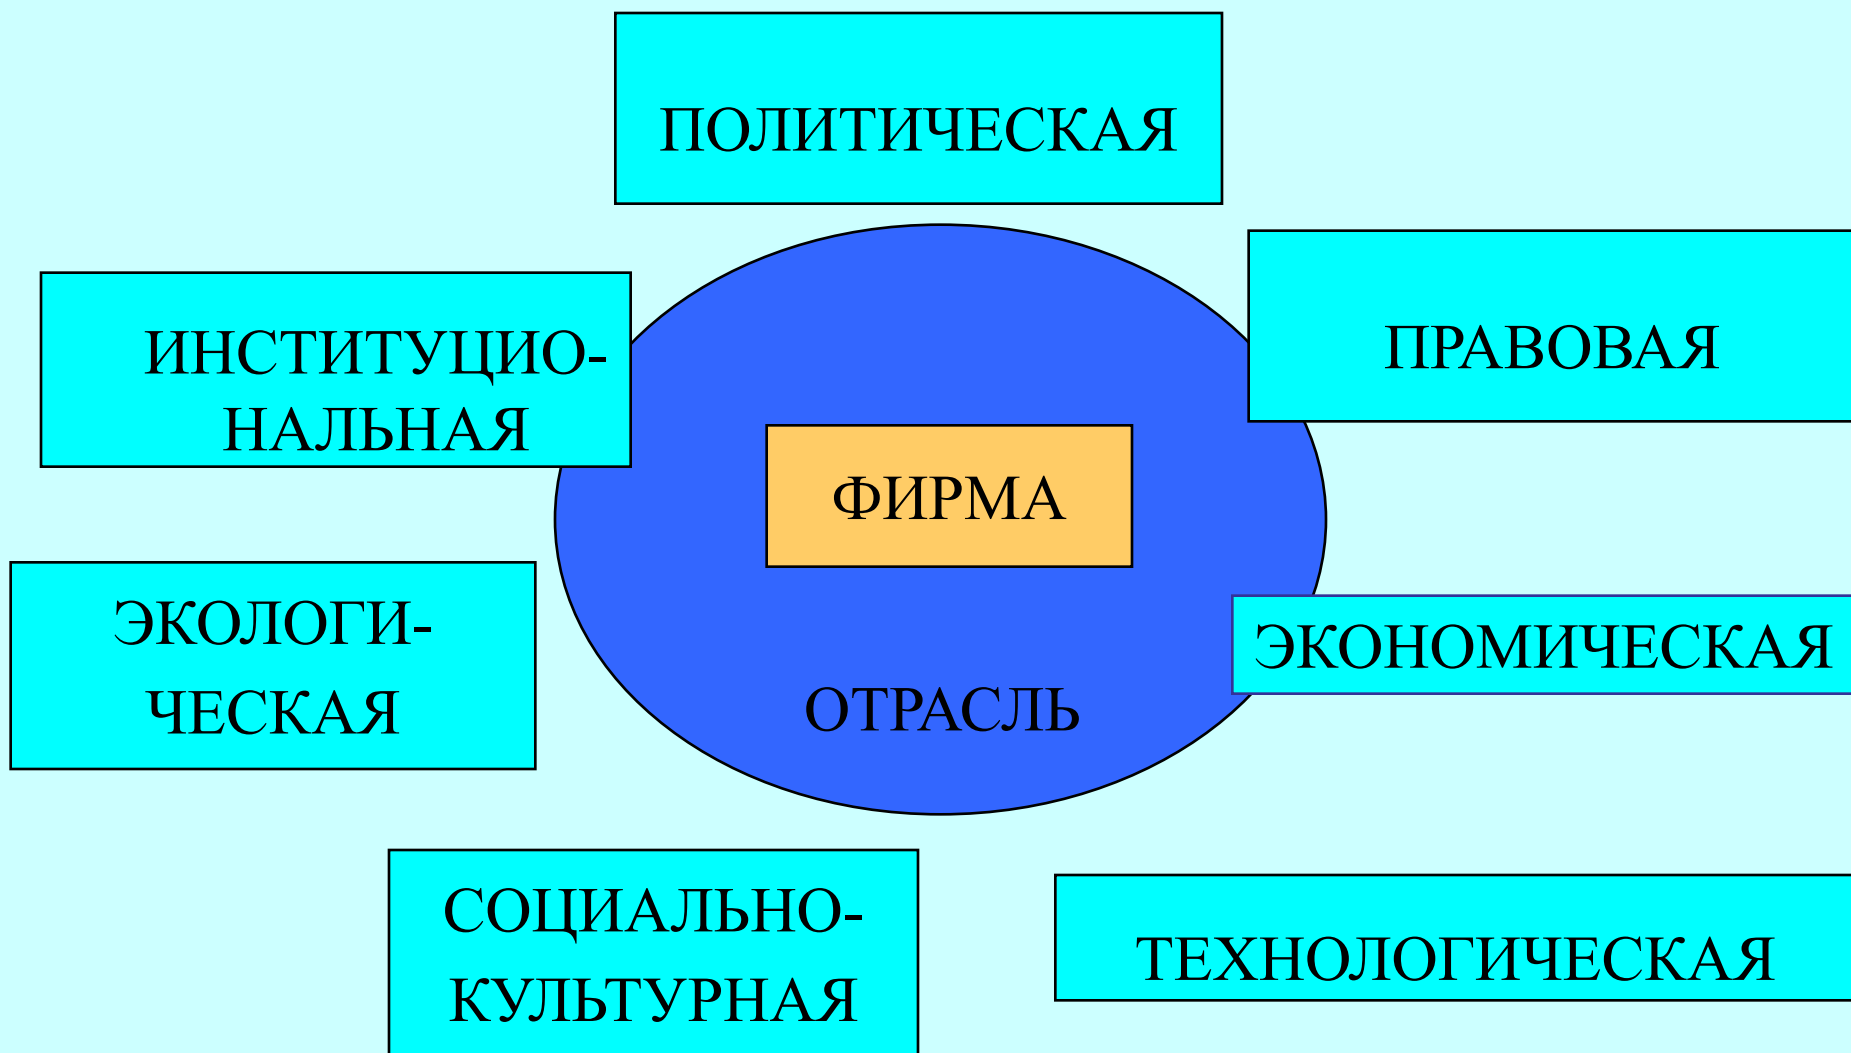 ПОЛИТИЧЕСКАЯ
ИНСТИТУЦИО-
НАЛЬНАЯ
ПРАВОВАЯ
ФИРМА
ЭКОЛОГИ-
ЧЕСКАЯ
ЭКОНОМИЧЕСКАЯ
ОТРАСЛЬ
СОЦИАЛЬНО-
КУЛЬТУРНАЯ
ТЕХНОЛОГИЧЕСКАЯ